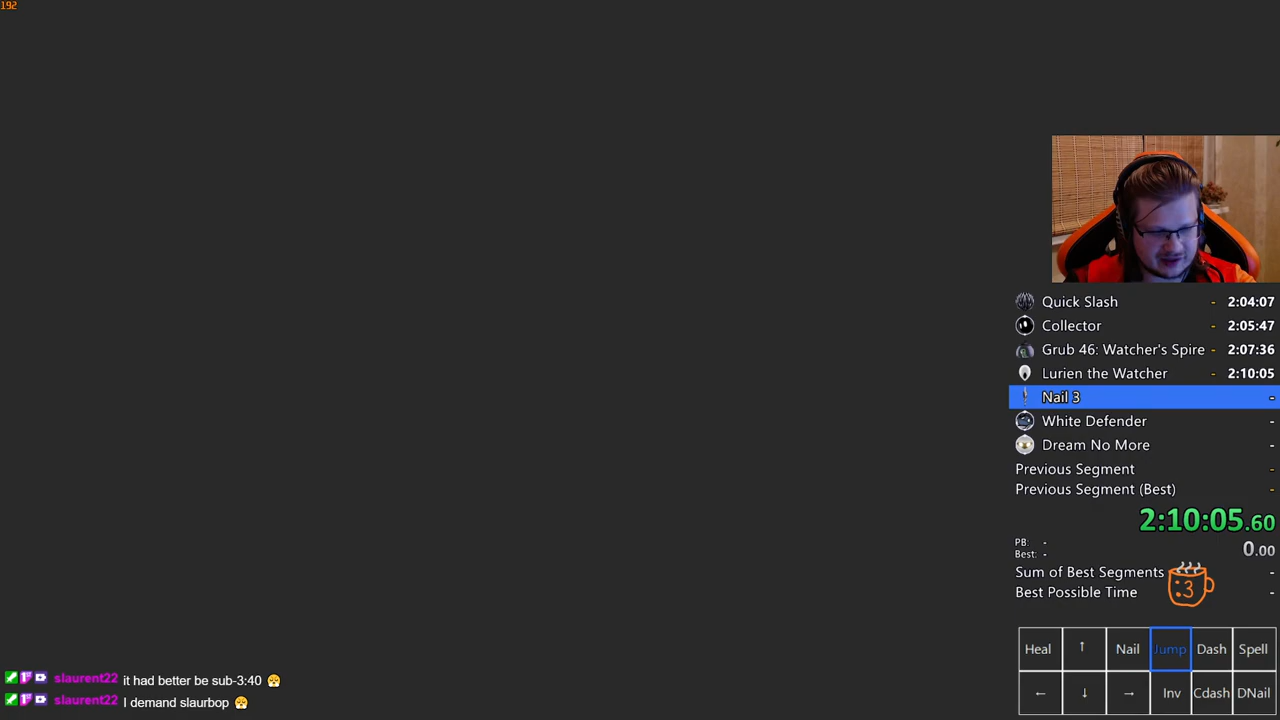 192
Quick Slash - 2:04:07
Collector - 2:05:47
Grub 46: Watcher's Spire - 2:07:36
Lurien the Watcher - 2:10:05
Nail 3 -
White Defender -
Dream No More -
Previous Segment -
Previous Segment (Best) -
2:10:05.60
PB: -
0.00
Best: -
Sum of Best Segments -
Best Possible Time -
:3
Heal ↑ Nail Jump Dash Spell
← ↓ → Inv Cdash DNail
slaurent22 it had better be sub-3:40
slaurent22 I demand slaurbop